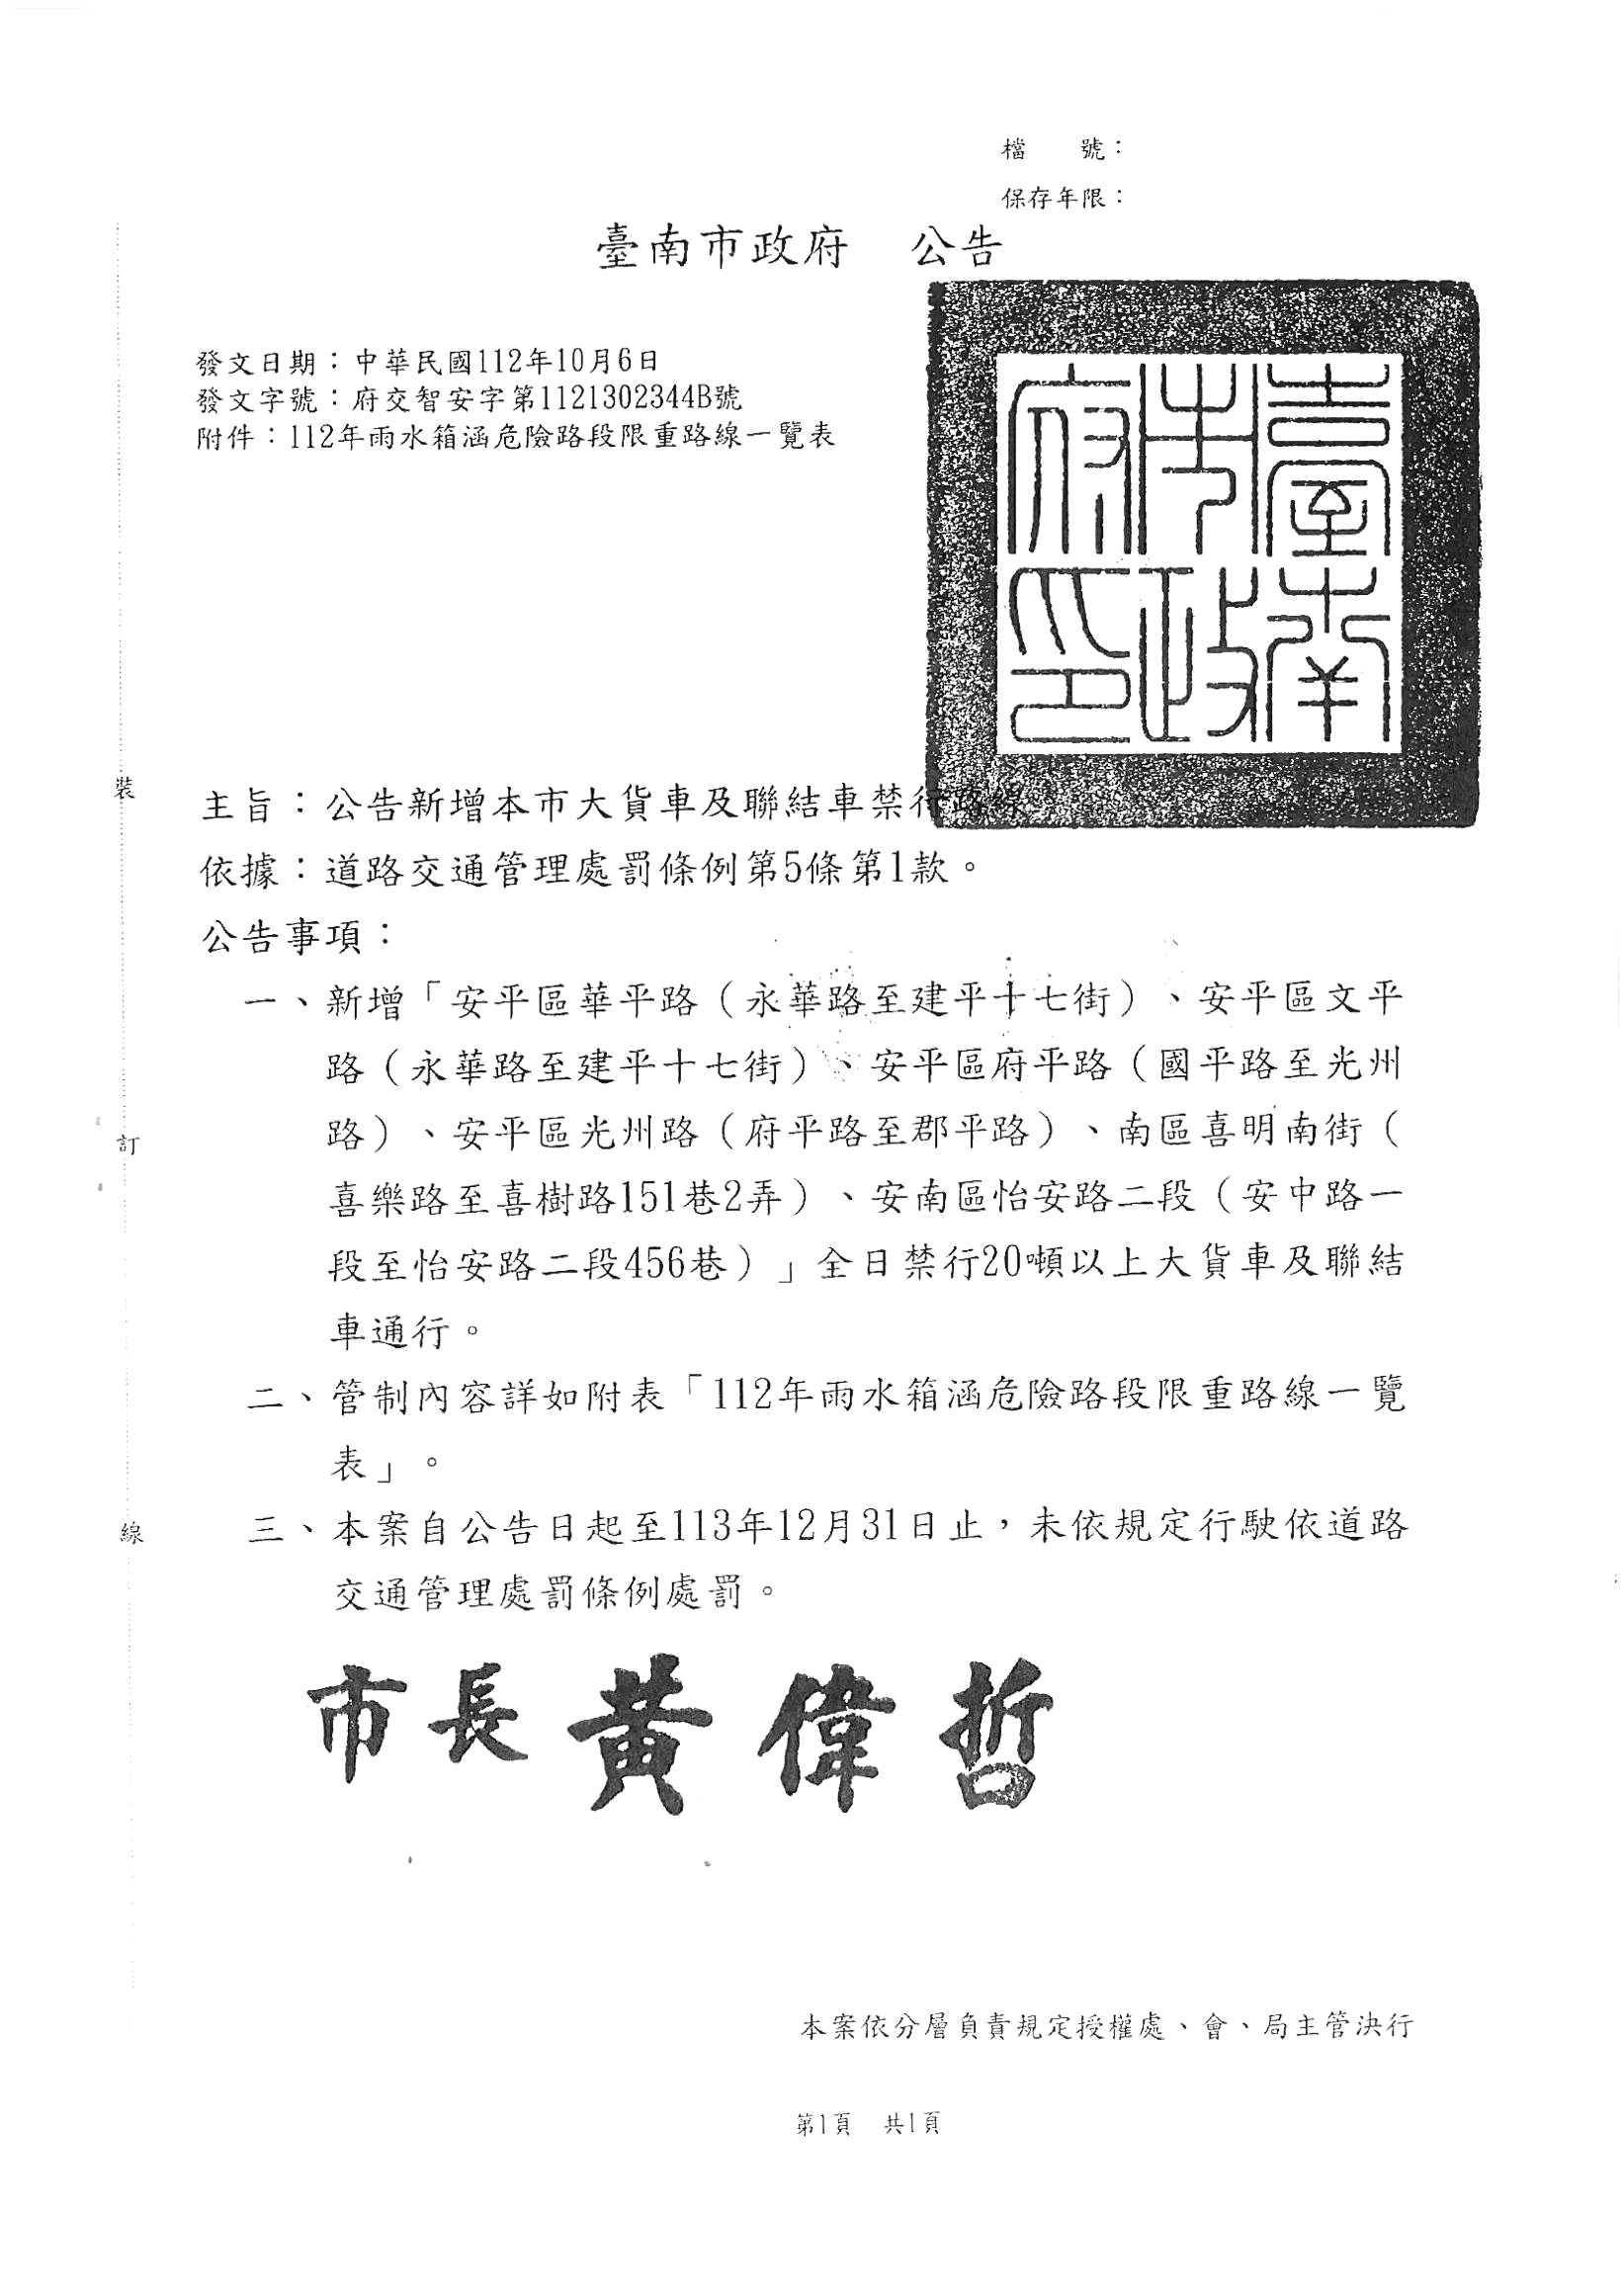 檔　　號：
保存年限：
臺南市政府　公告
發文日期：中華民國112年10月6日
發文字號：府交智安字第1121302344B號
附件：112年雨水箱涵危險路段限重路線一覽表
臺南市政府印
主旨：公告新增本市大貨車及聯結車禁行路線
依據：道路交通管理處罰條例第5條第1款。
公告事項：
一、新增「安平區華平路（永華路至建平十七街）、安平區文平
路（永華路至建平十七街）、安平區府平路（國平路至光州
路）、安平區光州路（府平路至郡平路）、南區喜明南街（
喜樂路至喜樹路151巷2弄）、安南區怡安路二段（安中路一
段至怡安路二段456巷）」全日禁行20噸以上大貨車及聯結
車通行。
二、管制內容詳如附表「112年雨水箱涵危險路段限重路線一覽
表」。
三、本案自公告日起至113年12月31日止，未依規定行駛依道路
交通管理處罰條例處罰。
市長黃偉哲
本案依分層負責規定授權處、會、局主管決行
第1頁　共1頁
裝
訂
線